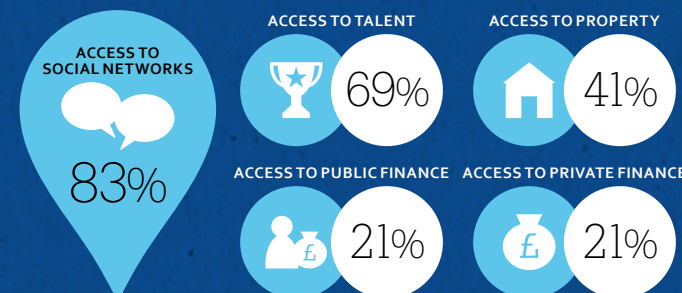 ACCESS TO
SOCIAL NETWORKS
83%
ACCESS TO TALENT
69%
ACCESS TO PROPERTY
41%
ACCESS TO PUBLIC FINANCE
£
21%
ACCESS TO PRIVATE FINANCE
£
21%